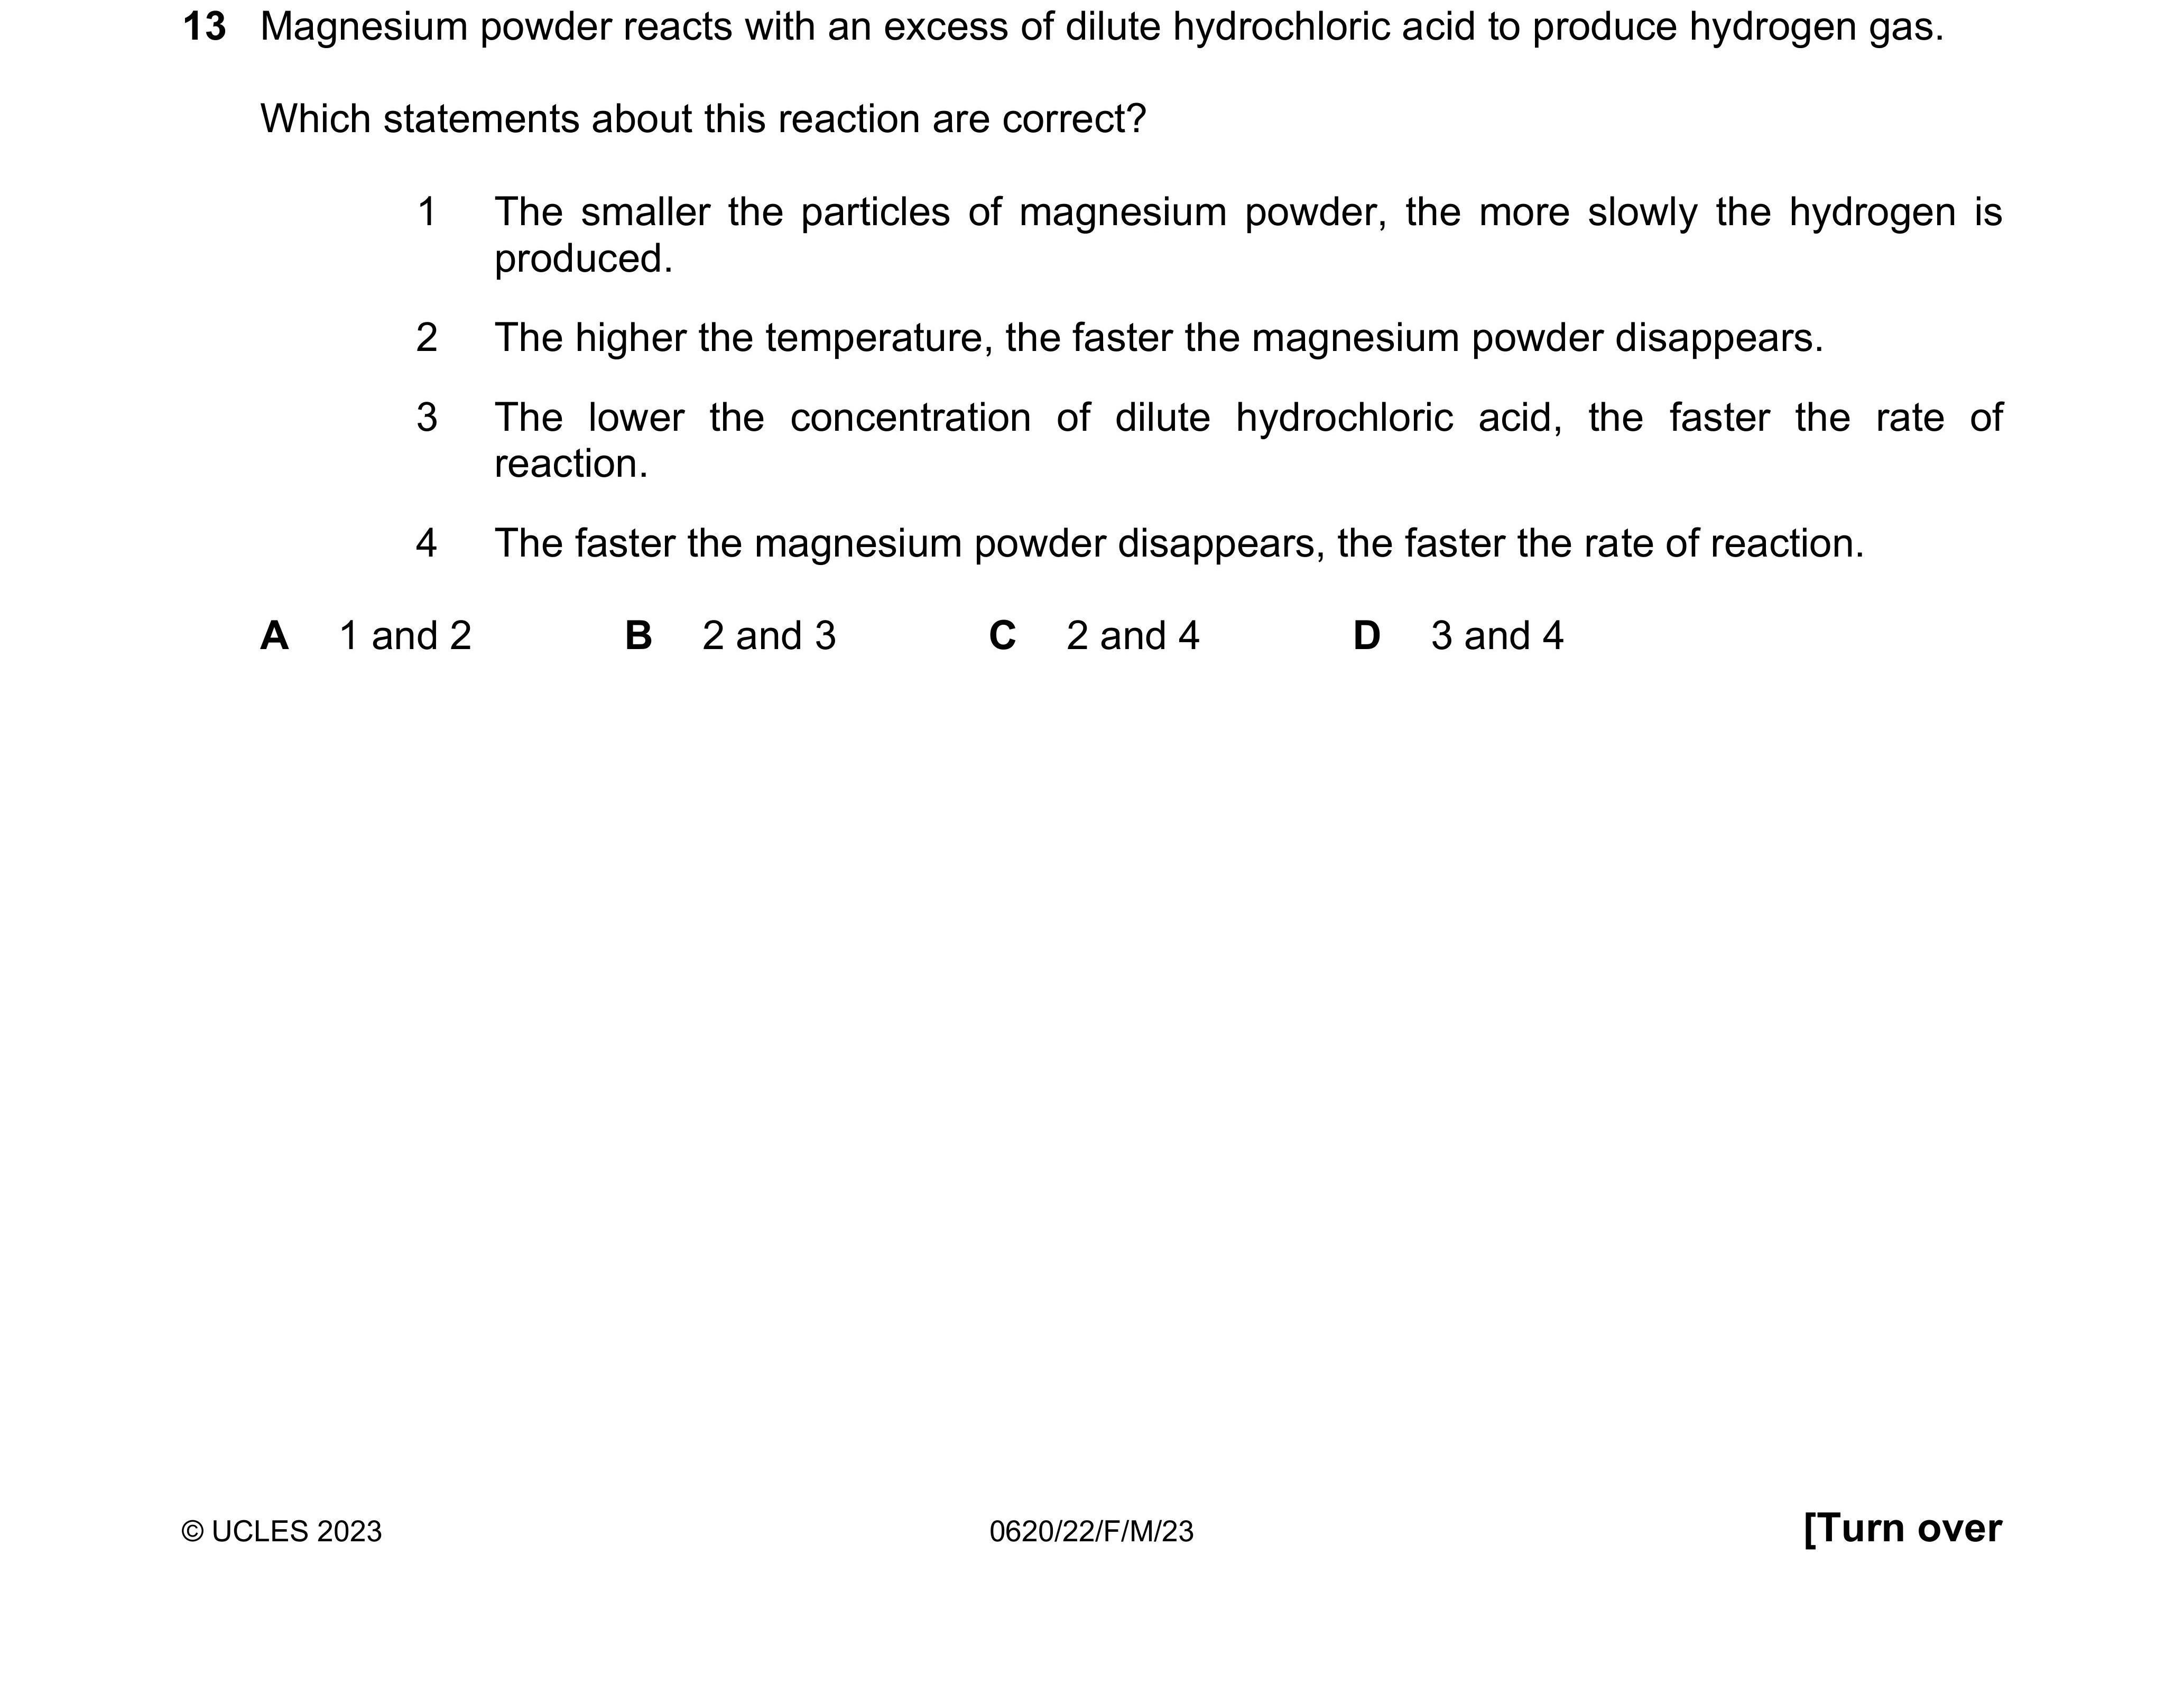 13 Magnesium powder reacts with an excess of dilute hydrochloric acid to produce hydrogen gas.
Which statements about this reaction are correct?
1 The smaller the particles of magnesium powder, the more slowly the hydrogen is
produced.
2 The higher the temperature, the faster the magnesium powder disappears.
3 The lower the concentration of dilute hydrochloric acid, the faster the rate of
reaction.
4 The faster the magnesium powder disappears, the faster the rate of reaction.
A 1 and 2 B 2 and 3 C 2 and 4 D 3 and 4
© UCLES 2023 0620/22/F/M/23 [Turn over